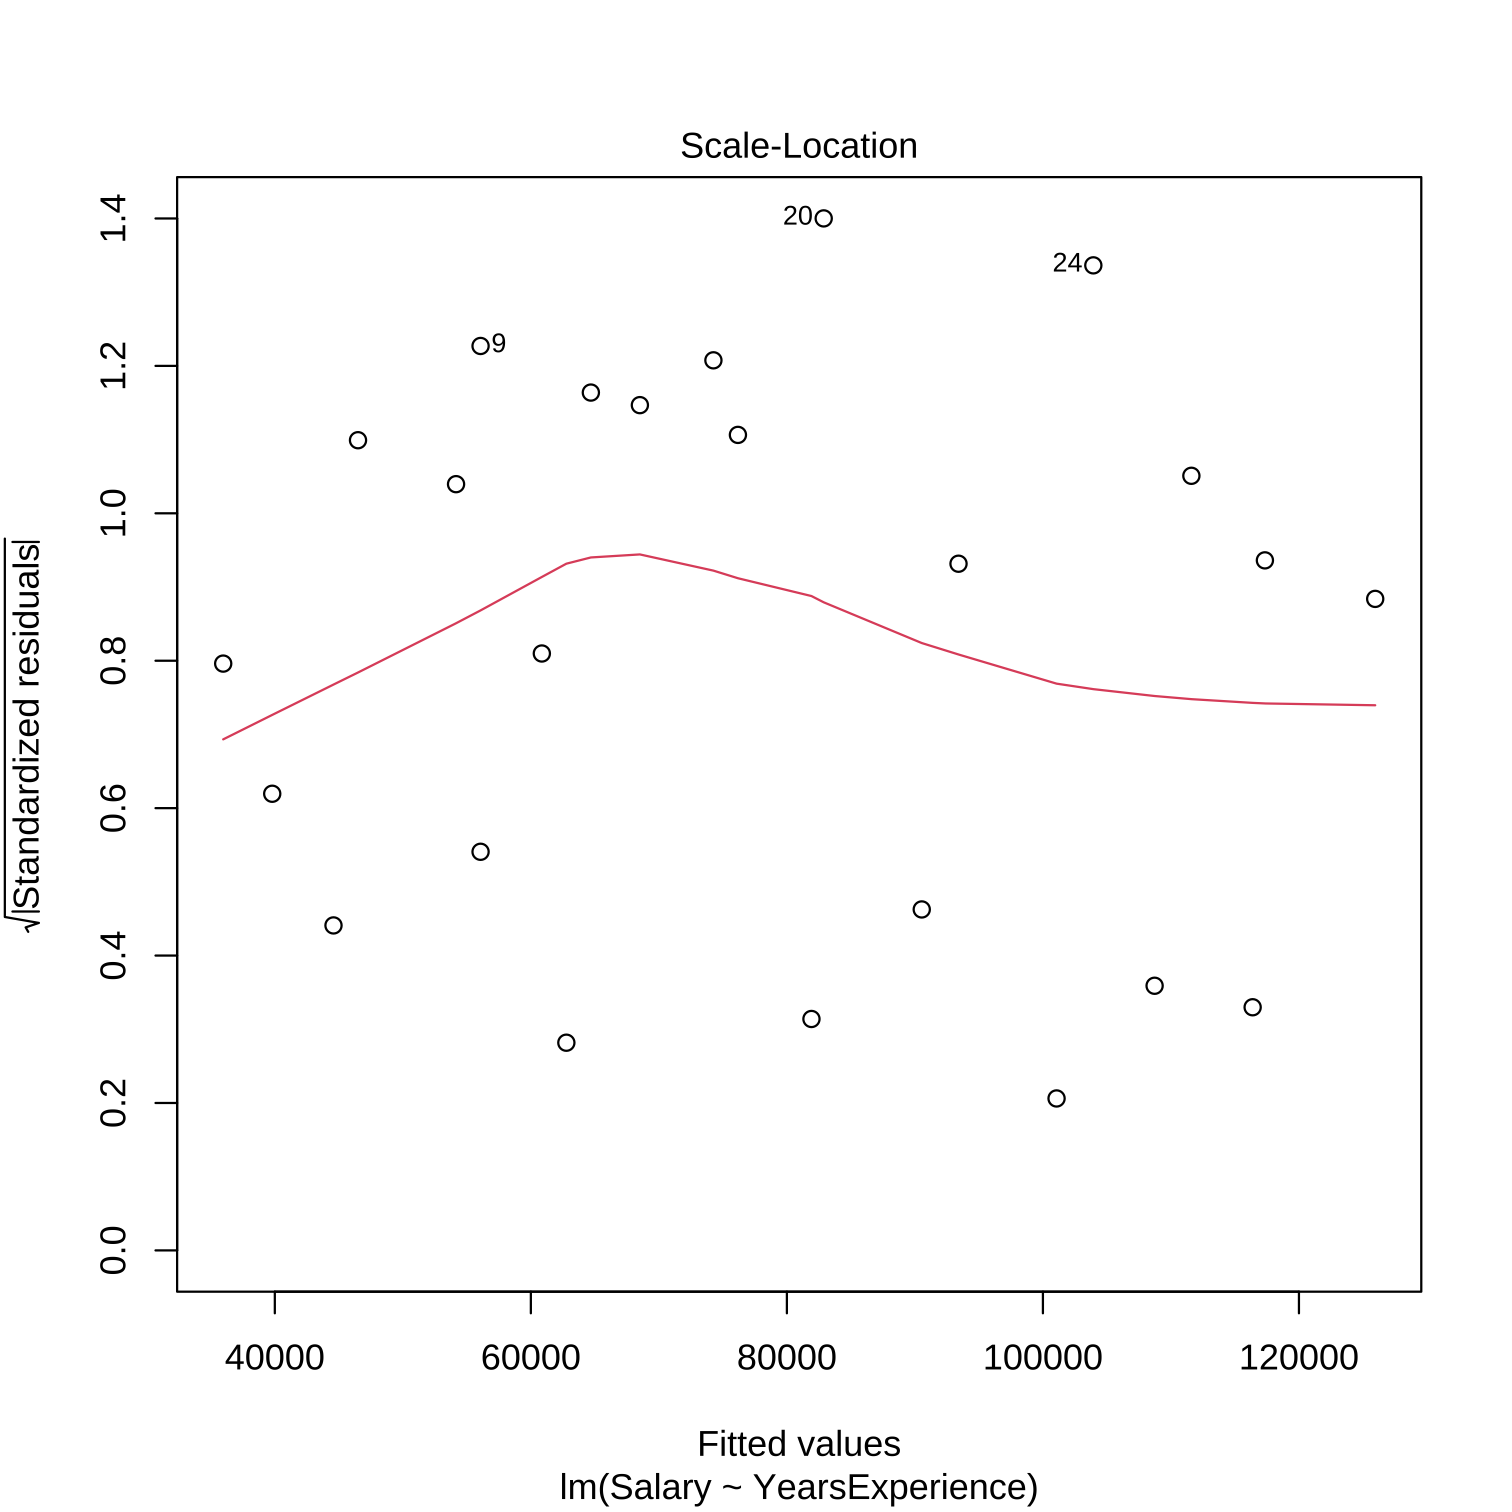 Scale-Location
√|Standardized residuals|
1.4
1.2
1.0
0.8
0.6
0.4
0.2
0.0
20
24
9
40000 60000 80000 100000 120000
Fitted values
lm(Salary ~ YearsExperience)